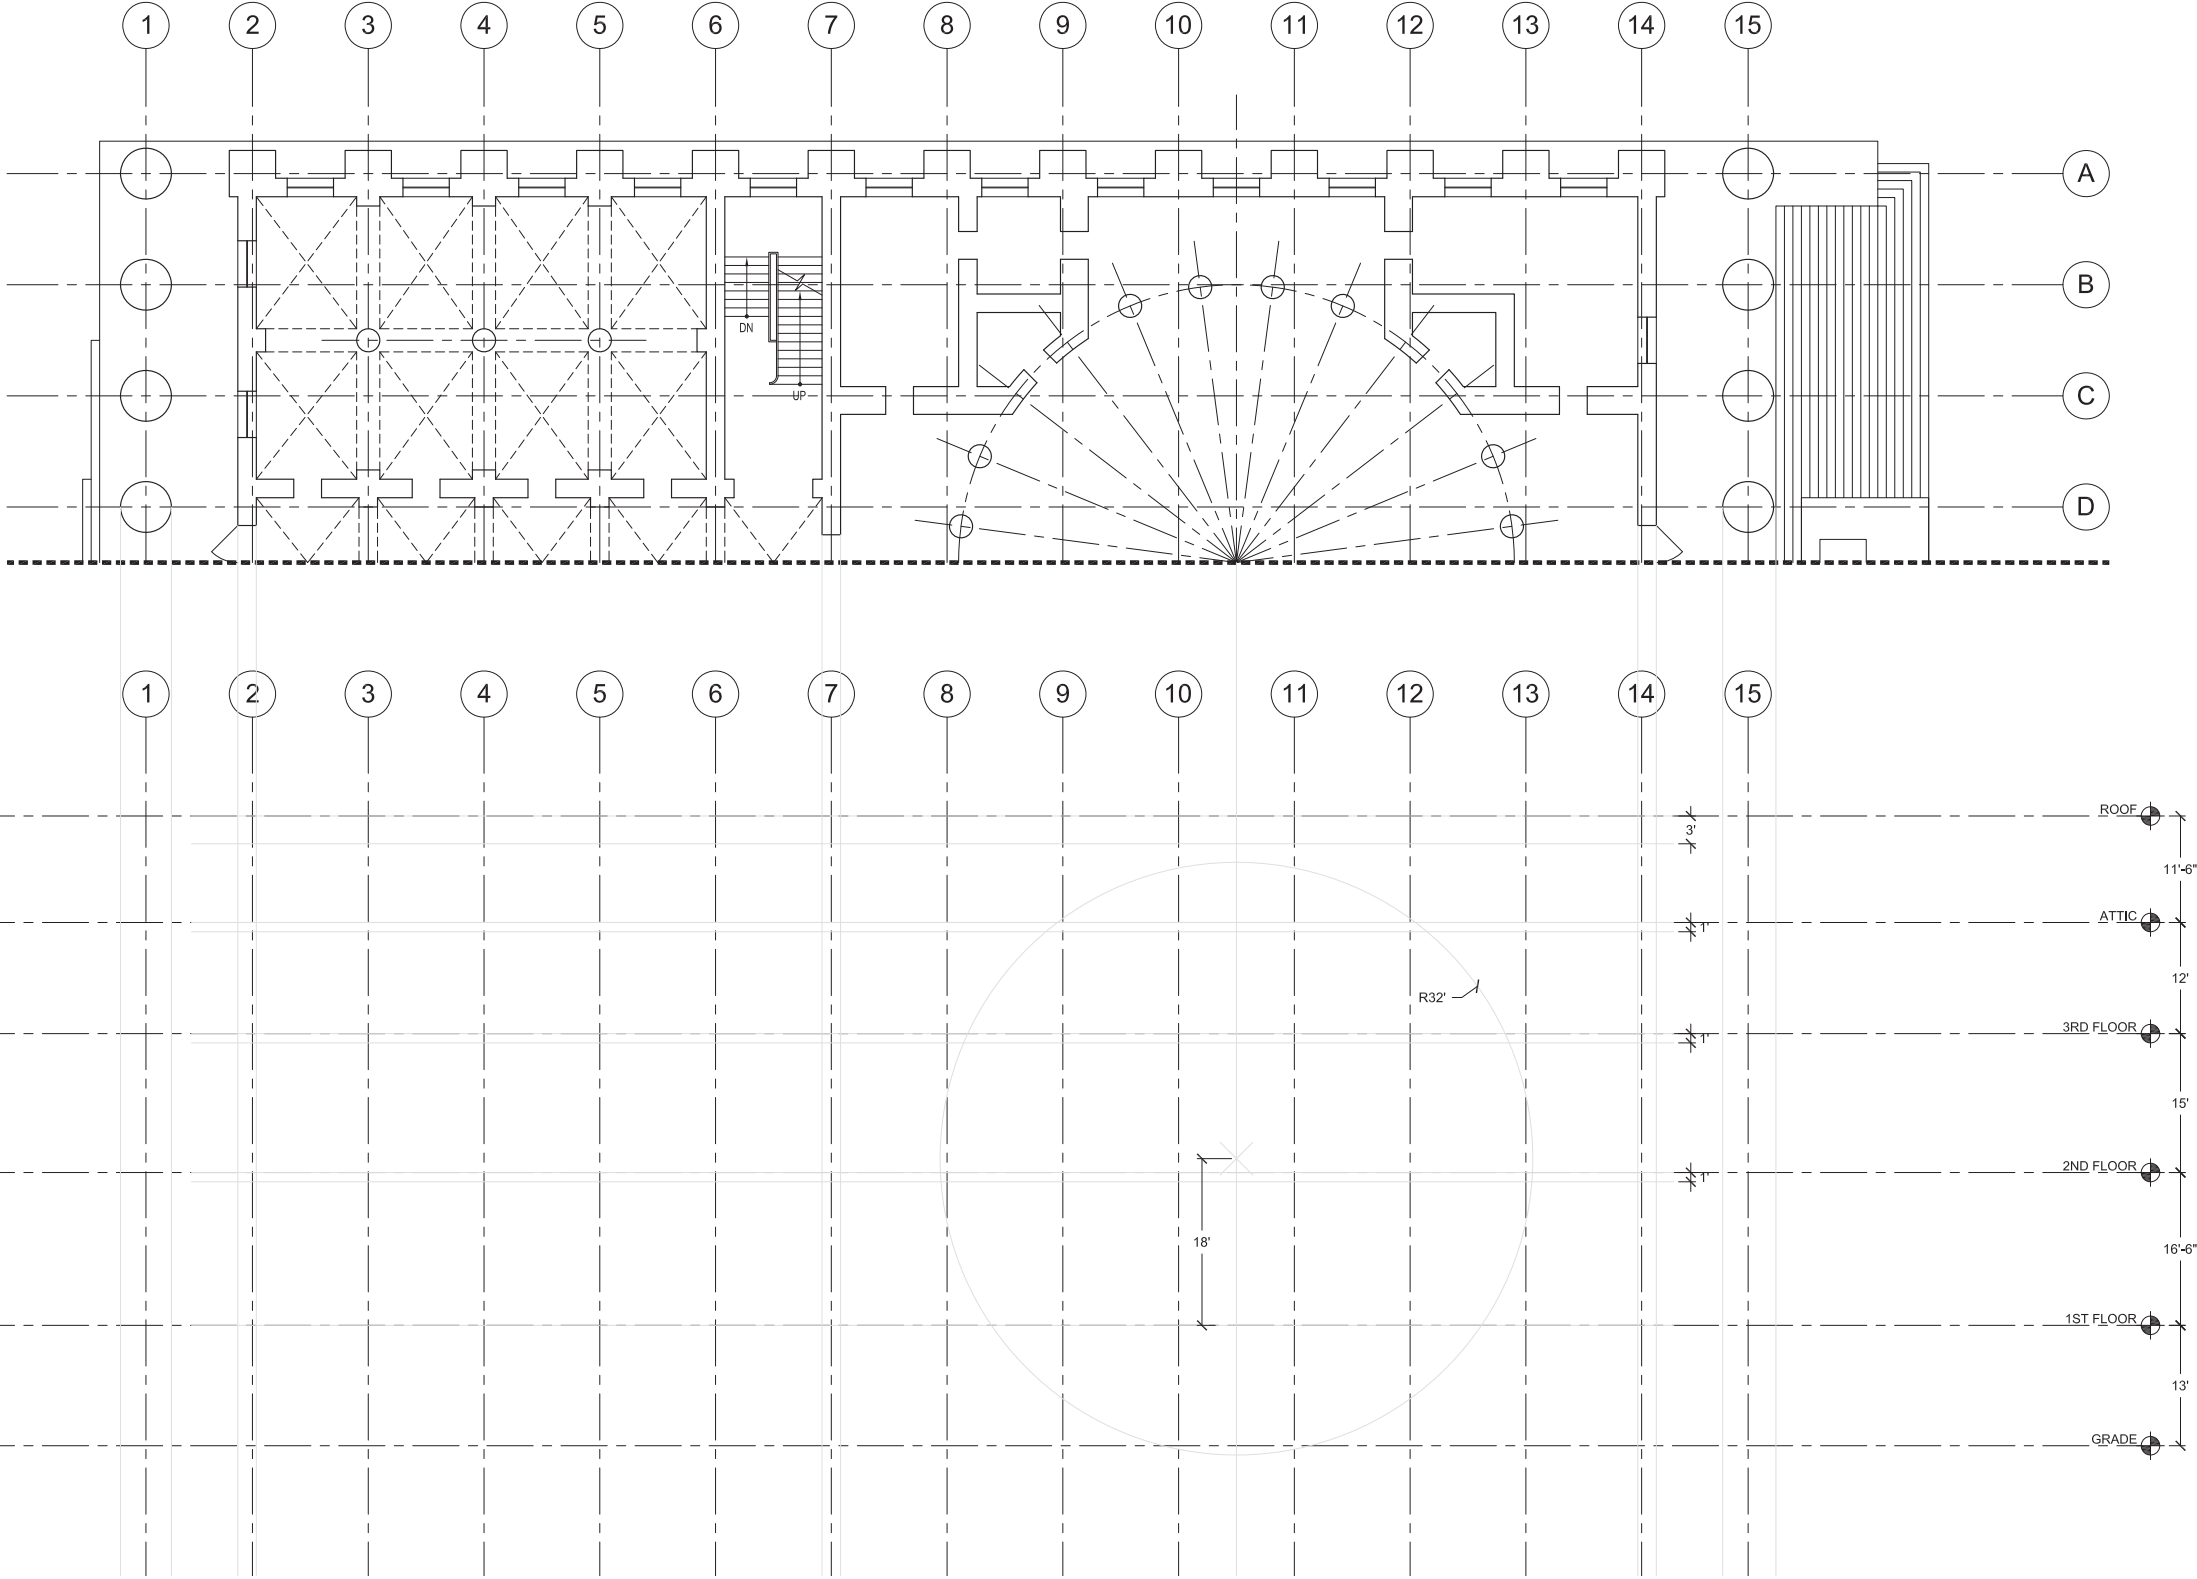 1 2 3 4 5 6 7 8 9 10 11 12 13 14 15
A
B
DN
UP
C
D
1 2 3 4 5 6 7 8 9 10 11 12 13 14 15
ROOF
3'
11'-6"
ATTIC
1'
12'
R32'
3RD FLOOR
1'
15'
2ND FLOOR
1'
18'
16'-6"
1ST FLOOR
13'
GRADE